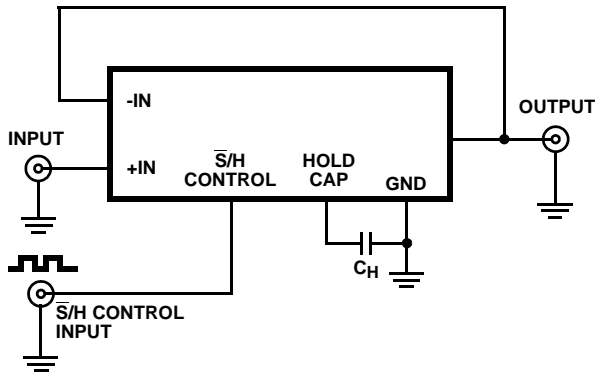 -IN
OUTPUT
INPUT
+IN
S̅/H
CONTROL
HOLD
CAP
GND
CH
S̅/H CONTROL
INPUT